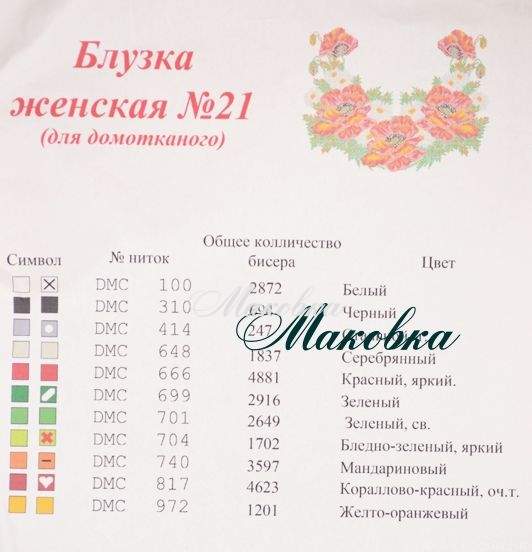 Блузка
женская №21
(для домотканого)
Общее колличество
Символ № ниток бисера Цвет
DMC 100 2872 Белый
DMC 310 Черный
DMC 414 247
Маковка
DMC 648 1837 Серебрянный
DMC 666 4881 Красный, яркий.
DMC 699 2916 Зеленый
DMC 701 2649 Зеленый, св.
DMC 704 1702 Бледно-зеленый, яркий
DMC 740 3597 Мандариновый
DMC 817 4623 Кораллово-красный, оч.т.
DMC 972 1201 Желто-оранжевый